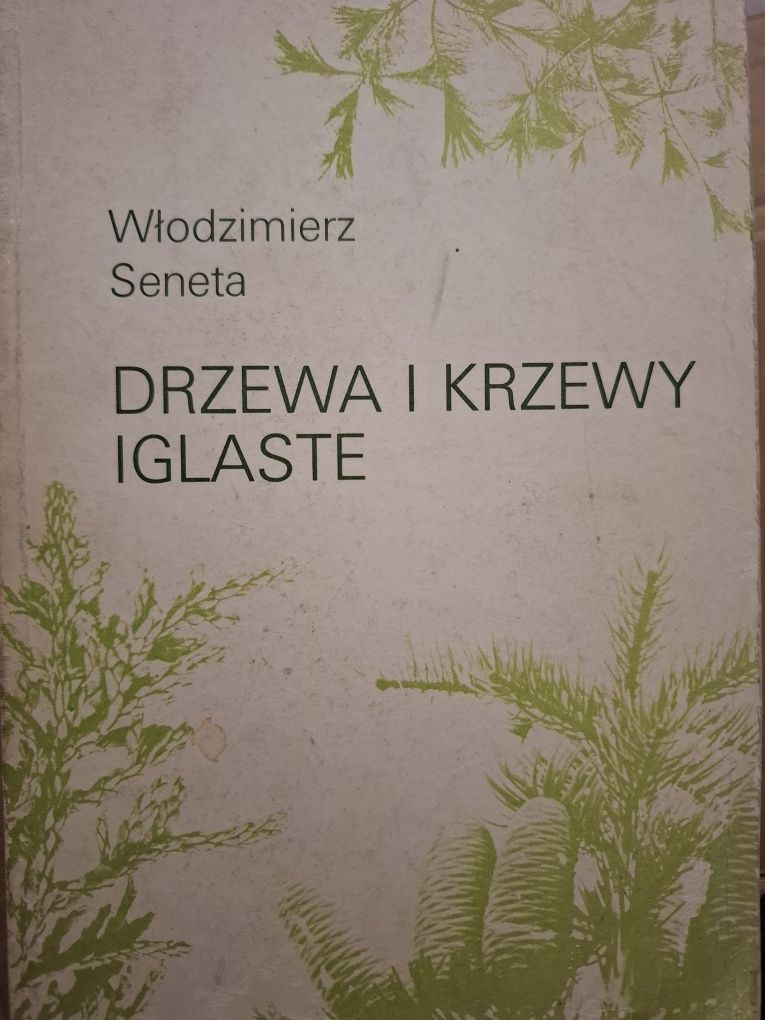 Włodzimierz
Seneta
DRZEWA I KRZEWY
IGLASTE